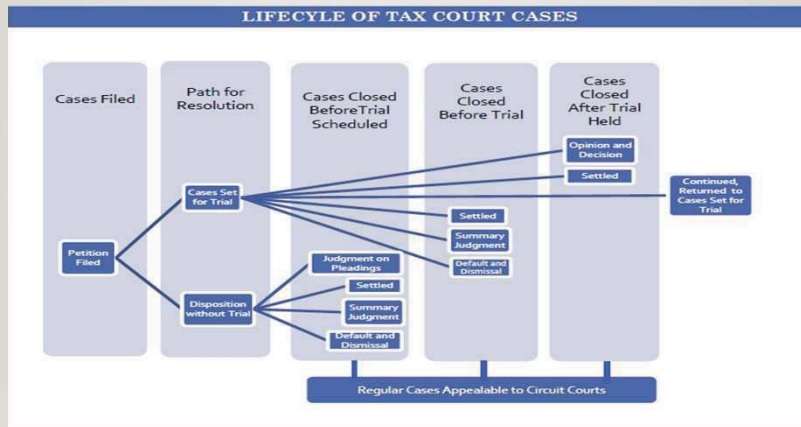 LIFECYLE OF TAX COURT CASES
Cases Filed
Path for
Resolution
Cases Closed
BeforeTrial
Scheduled
Cases
Closed
Before Trial
Cases
Closed
After Trial
Held
Opinion and
Decision
Settled
Continued,
Returned to
Cases Set for
Trial
Cases Set
for Trial
Settled
Summary
Judgment
Default and
Dismissal
Petition
Filed
Judgment on
Pleadings
Settled
Disposition
without Trial
Summary
Judgment
Default and
Dismissal
Regular Cases Appealable to Circuit Courts